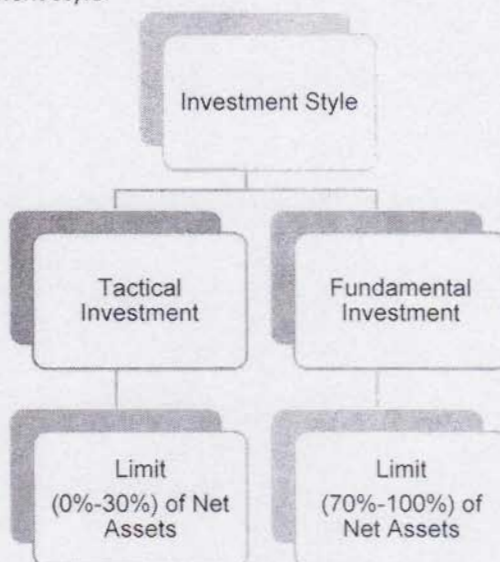 Investment Style
Tactical
Investment
Fundamental
Investment
Limit
(0%-30%) of Net
Assets
Limit
(70%-100%) of
Net Assets